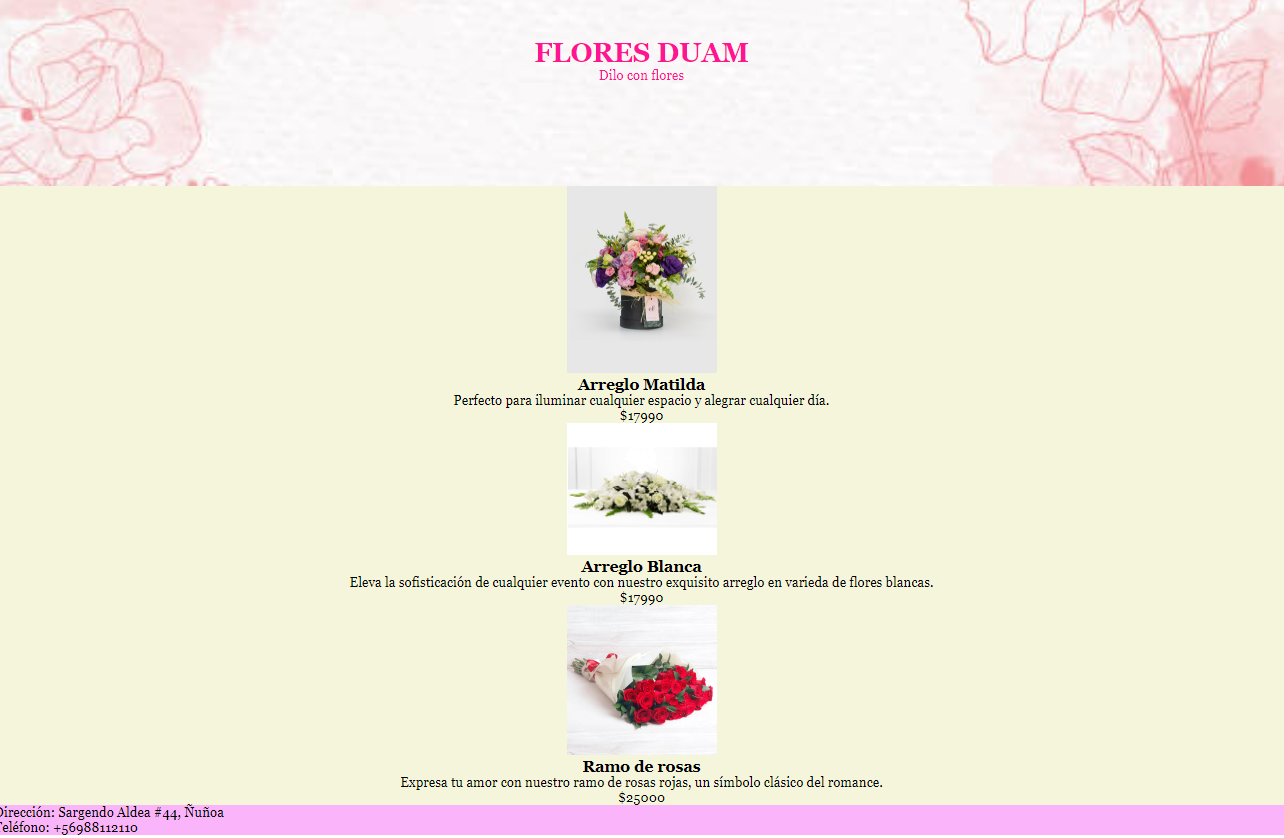 FLORES DUAM
Dilo con flores
Arreglo Matilda
Perfecto para iluminar cualquier espacio y alegrar cualquier día.
$17990
Arreglo Blanca
Eleva la sofisticación de cualquier evento con nuestro exquisito arreglo en varieda de flores blancas.
$17990
Ramo de rosas
Expresa tu amor con nuestro ramo de rosas rojas, un símbolo clásico del romance.
$25000
Dirección: Sargendo Aldea #44, Ñuñoa
Teléfono: +56988112110